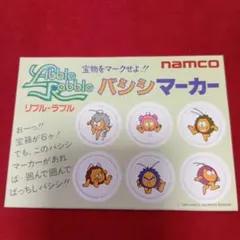 宝物をマークせよ!!
namco
Libble Rabble
リブル・ラブル
バシシマーカー
おーっ!!
宝箱が6ヶ!
でも、このバシシ
マーカーがあれ
ば・囲んで囲んで
ばっちしバシシ!!